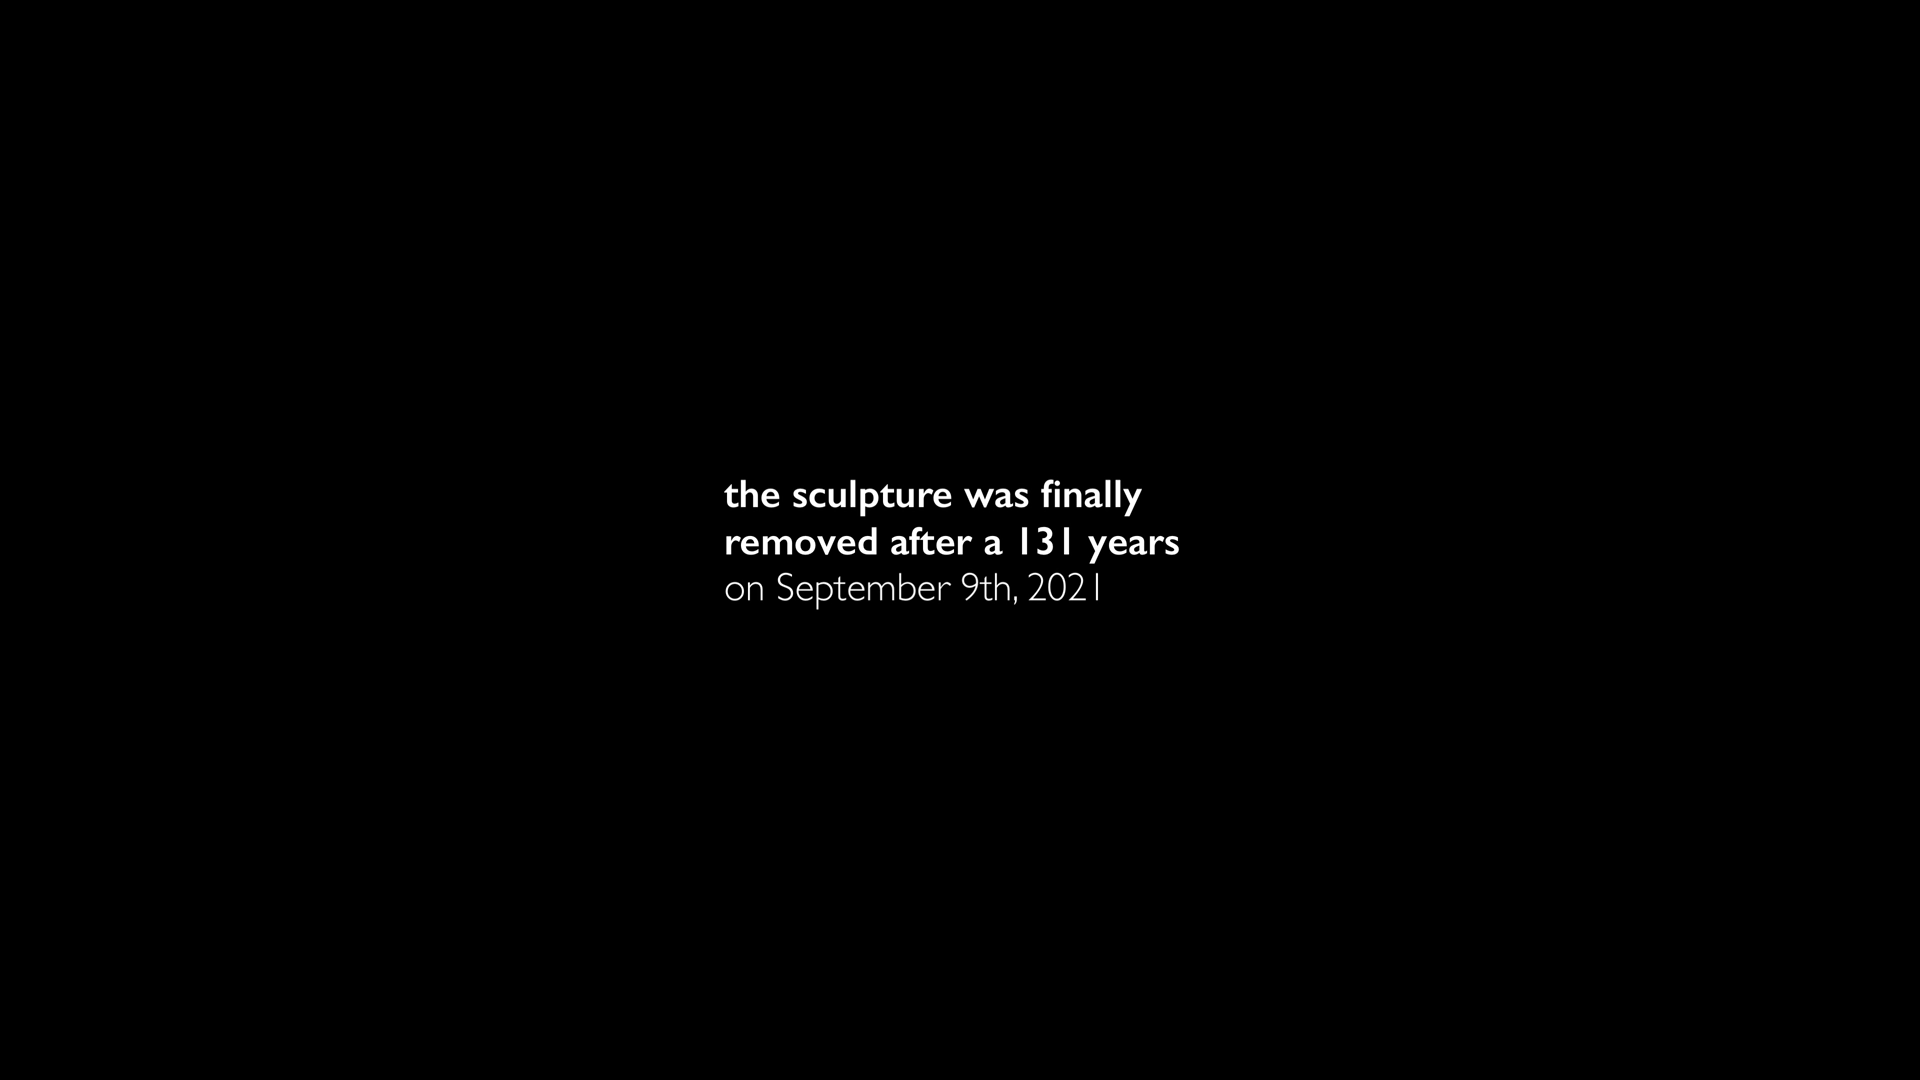 the sculpture was finally
removed after a 131 years
on September 9th, 2021